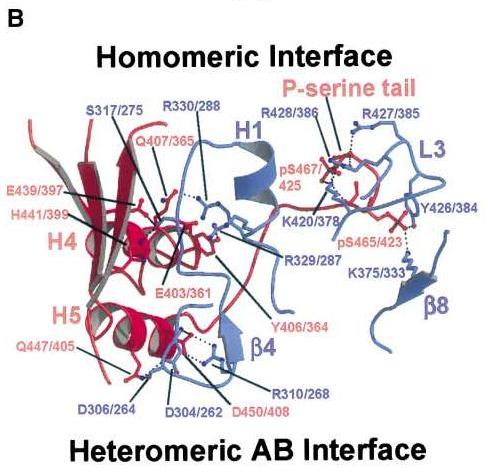 B
Homomeric Interface
P-serine tail
S317/275
R330/288
R428/386
R427/385
Q407/365
H1
L3
pS467/
425
E439/397
H441/399
K420/378
Y426/384
H4
pS465/423
R329/287
K375/333
E403/361
H5
Y406/364
β4
β8
Q447/405
R310/268
D306/264
D304/262
D450/408
Heteromeric AB Interface